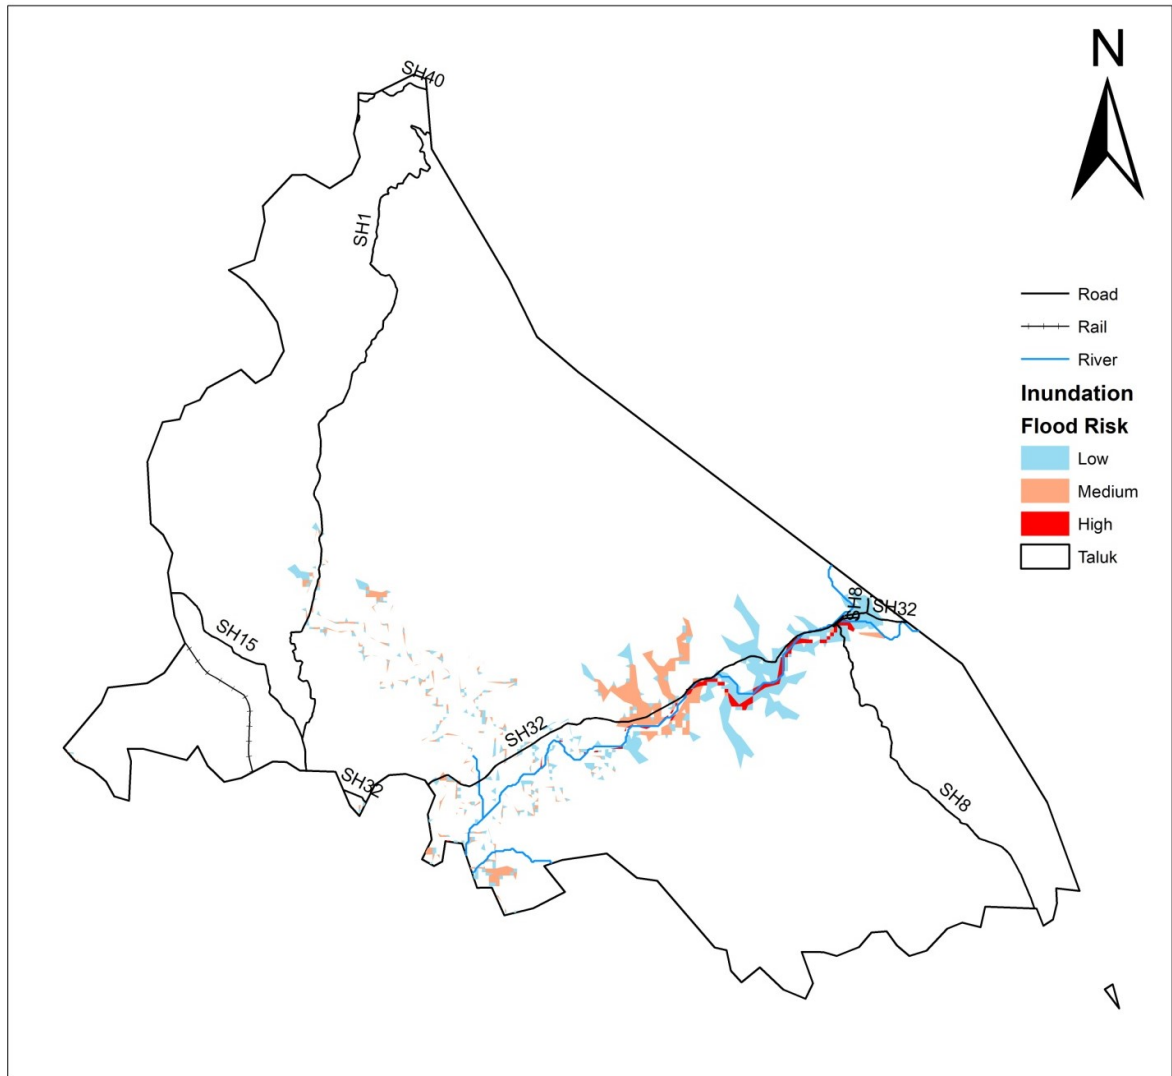 N
SH40
SH1
Road
Rail
River
Inundation
Flood Risk
Low
Medium
High
Taluk
SH8
SH32
SH15
SH32
SH32
SH8